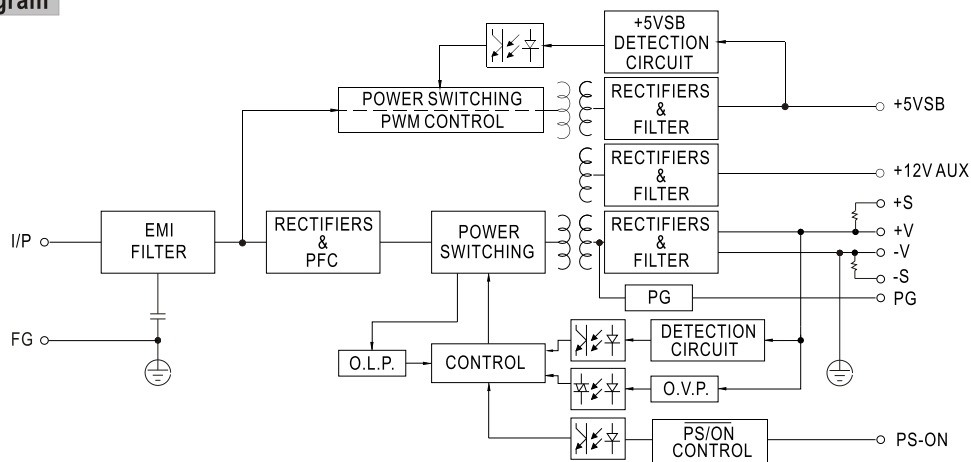 gram
+5VSB
DETECTION
CIRCUIT
POWER SWITCHING
PWM CONTROL
RECTIFIERS
&
FILTER
+5VSB
RECTIFIERS
&
FILTER
+12V AUX
+S
I/P
EMI
FILTER
RECTIFIERS
&
PFC
POWER
SWITCHING
RECTIFIERS
&
FILTER
+V
-V
-S
PG
PG
FG
O.L.P.
CONTROL
DETECTION
CIRCUIT
O.V.P.
PS/ON
CONTROL
PS-ON